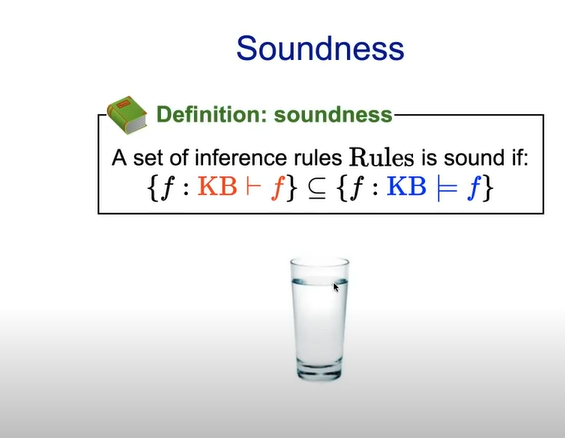 Soundness
Definition: soundness
A set of inference rules Rules is sound if:
{f : KB ⊢ f} ⊆ {f : KB ⊨ f}